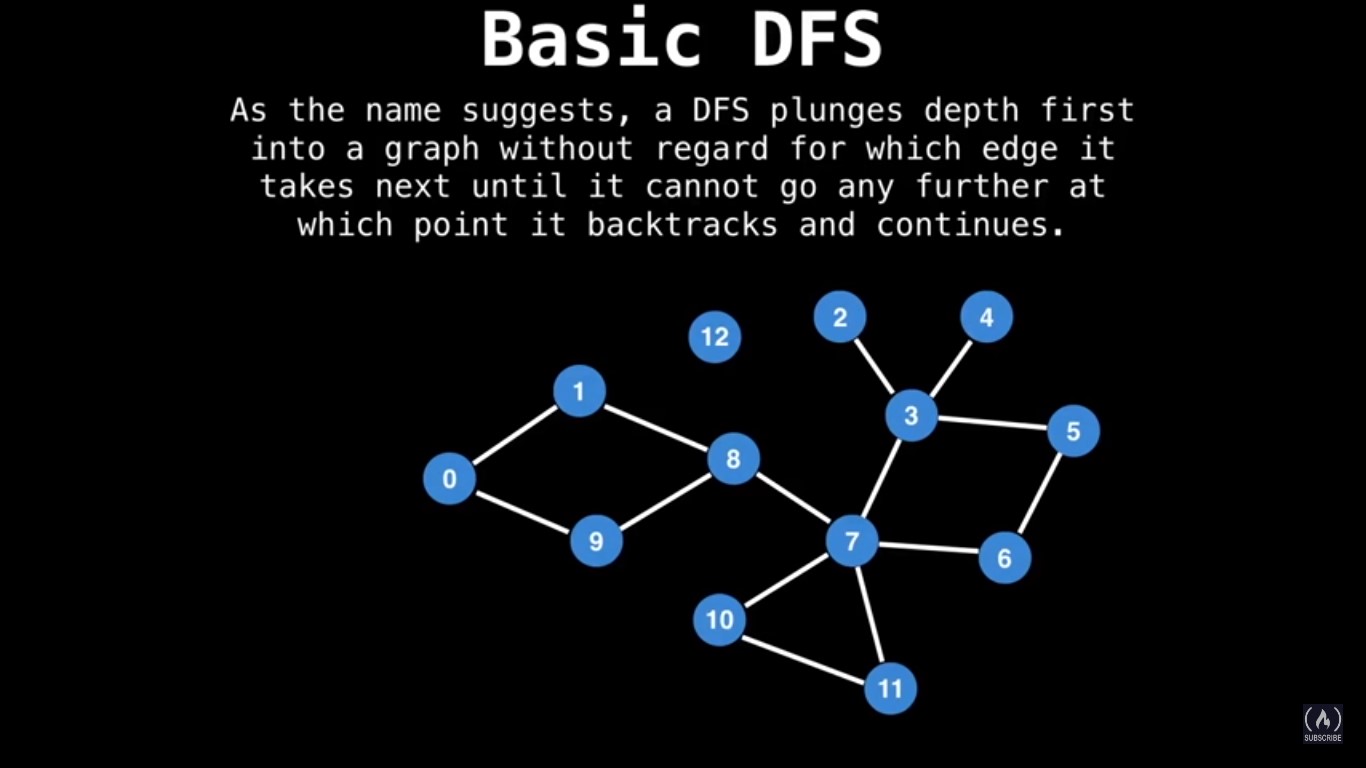 Basic DFS
As the name suggests, a DFS plunges depth first
into a graph without regard for which edge it
takes next until it cannot go any further at
which point it backtracks and continues.
12
2
4
1
3
5
8
0
9
7
6
10
11
SUBSCRIBE